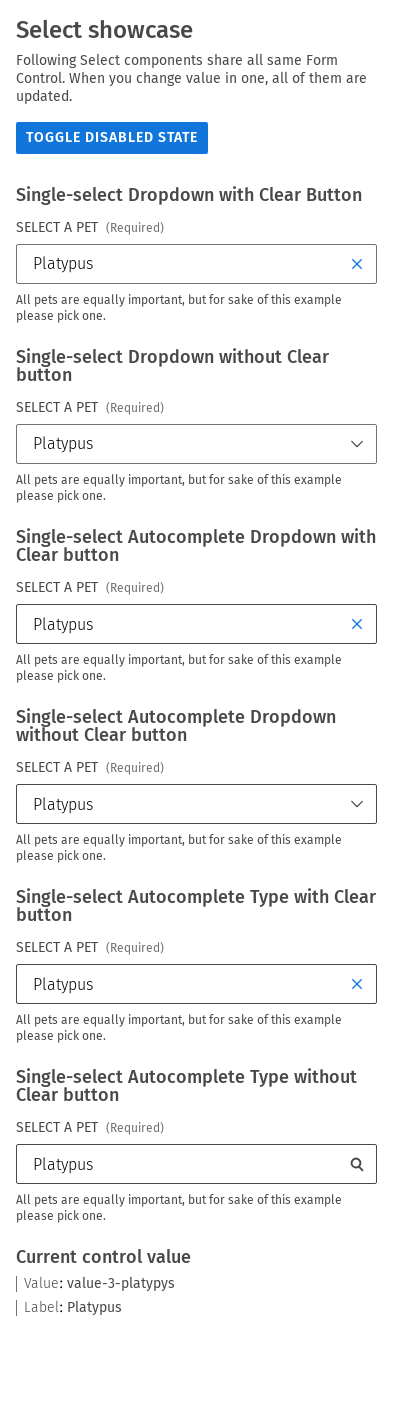 Select showcase
Following Select components share all same Form
Control. When you change value in one, all of them are
updated.
TOGGLE DISABLED STATE
Single-select Dropdown with Clear Button
SELECT A PET (Required)
Platypus
All pets are equally important, but for sake of this example
please pick one.
Single-select Dropdown without Clear
button
SELECT A PET (Required)
Platypus
All pets are equally important, but for sake of this example
please pick one.
Single-select Autocomplete Dropdown with
Clear button
SELECT A PET (Required)
Platypus
All pets are equally important, but for sake of this example
please pick one.
Single-select Autocomplete Dropdown
without Clear button
SELECT A PET (Required)
Platypus
All pets are equally important, but for sake of this example
please pick one.
Single-select Autocomplete Type with Clear
button
SELECT A PET (Required)
Platypus
All pets are equally important, but for sake of this example
please pick one.
Single-select Autocomplete Type without
Clear button
SELECT A PET (Required)
Platypus
All pets are equally important, but for sake of this example
please pick one.
Current control value
Value: value-3-platypys
Label: Platypus